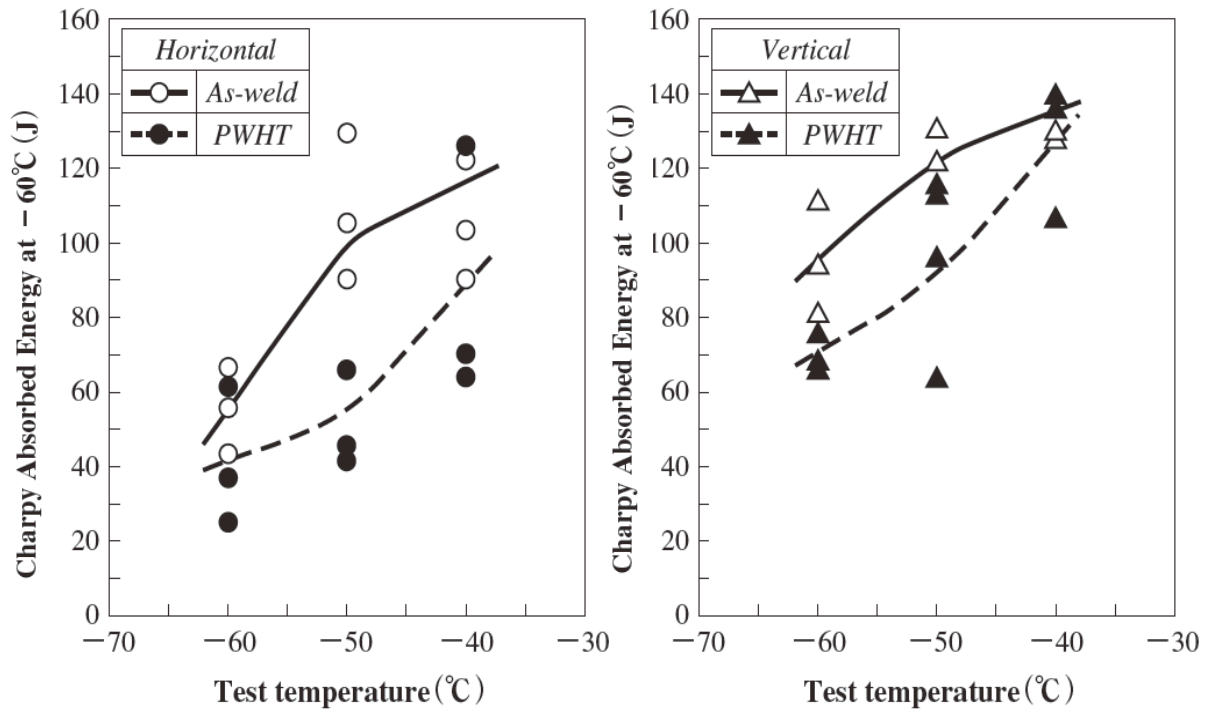 Horizontal
As-weld
PWHT
Charpy Absorbed Energy at −60℃(J)
160
140
120
100
80
60
40
20
0
−70
−60
−50
−40
−30
Test temperature(℃)
Vertical
As-weld
PWHT
Charpy Absorbed Energy at −60℃(J)
160
140
120
100
80
60
40
20
0
−70
−60
−50
−40
−30
Test temperature(℃)